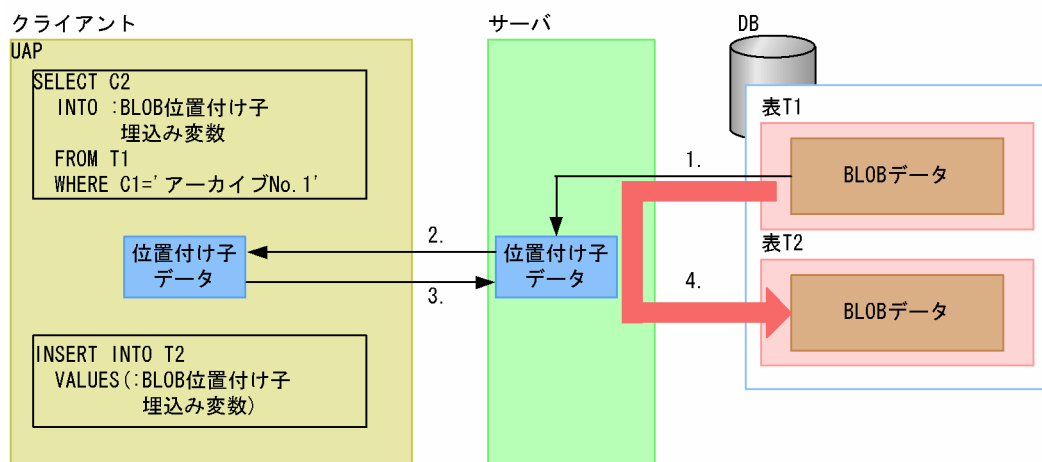 クライアント
サーバ
DB
UAP
SELECT C2
INTO :BLOB位置付け子
埋込み変数
FROM T1
WHERE C1='アーカイブNo.1'
表T1
1.
BLOBデータ
表T2
2.
位置付け子
データ
位置付け子
データ
3.
4.
BLOBデータ
INSERT INTO T2
VALUES(:BLOB位置付け子
埋込み変数)